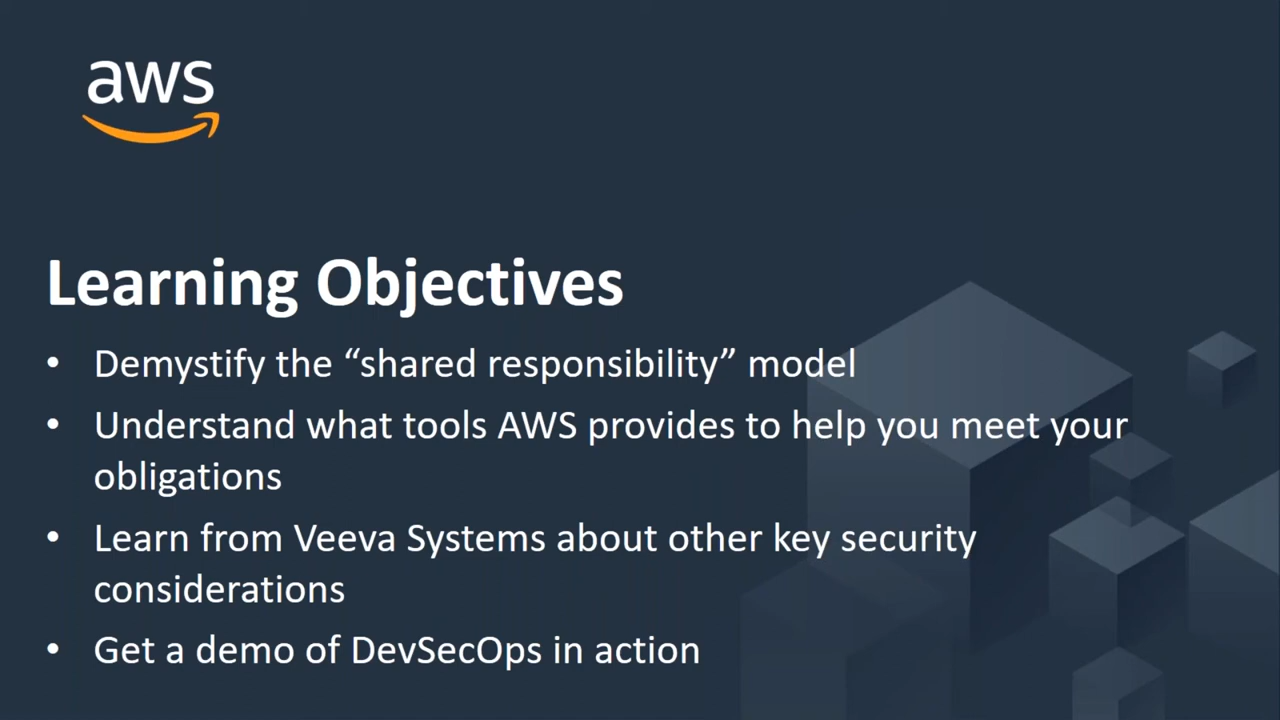 aws
Learning Objectives
• Demystify the “shared responsibility” model
• Understand what tools AWS provides to help you meet your
obligations
• Learn from Veeva Systems about other key security
considerations
• Get a demo of DevSecOps in action